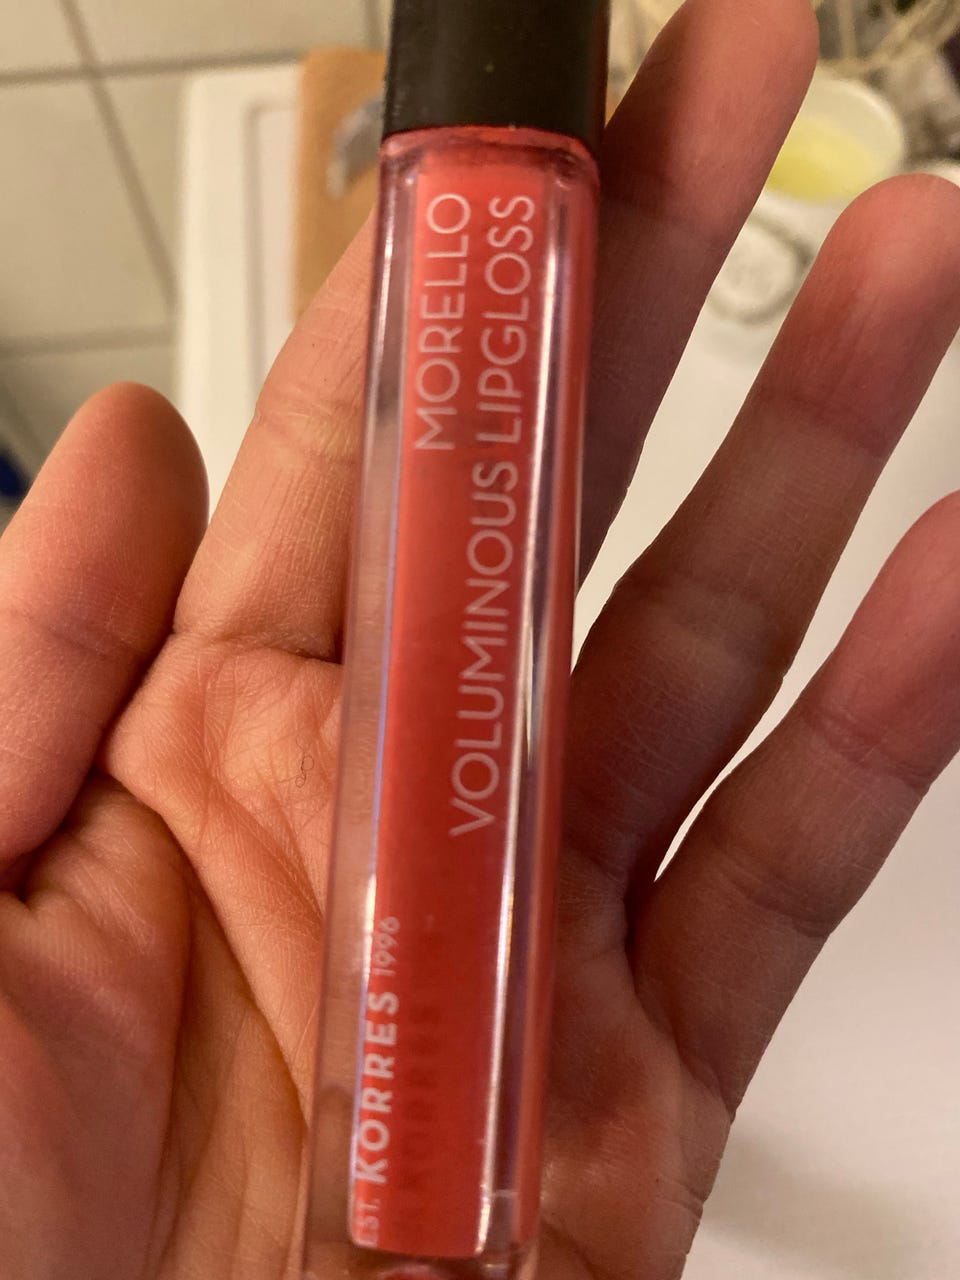 MORELLO
VOLUMINOUS LIPGLOSS
EST. KORRES 1996